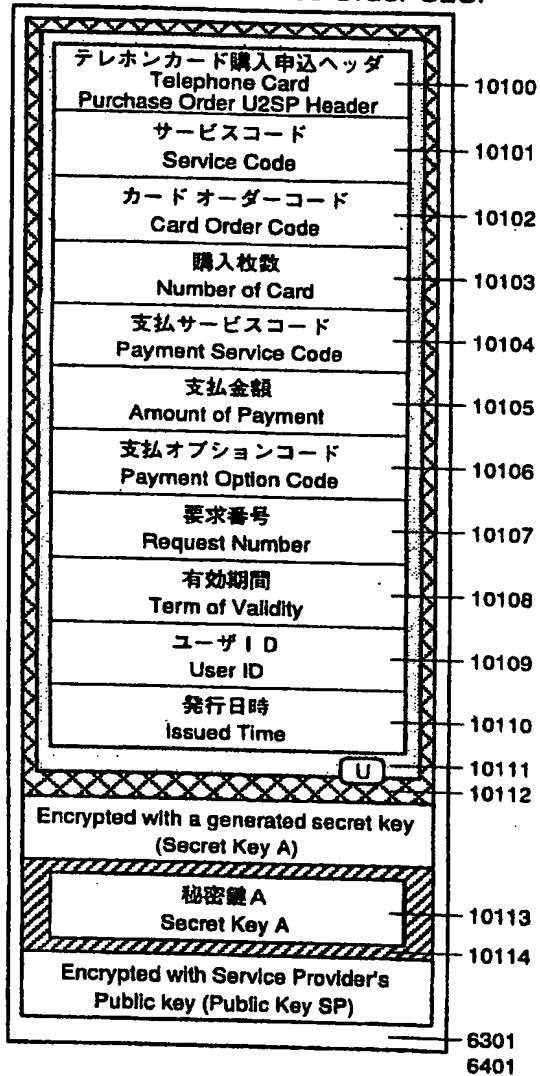 テレホンカード購入申込ヘッダ
Telephone Card
Purchase Order U2SP Header
10100
サービスコード
10101
Service Code
カード オーダーコード
10102
Card Order Code
購入枚数
10103
Number of Card
支払サービスコード
10104
Payment Service Code
支払金額
10105
Amount of Payment
支払オプションコード
10106
Payment Option Code
要求番号
10107
Request Number
有効期間
10108
Term of Validity
ユーザID
10109
User ID
発行日時
10110
Issued Time
U
10111
10112
Encrypted with a generated secret key
(Secret Key A)
秘密鍵A
10113
Secret Key A
10114
Encrypted with Service Provider's
Public key (Public Key SP)
6301
6401